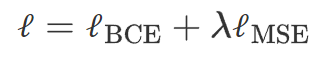 ℓ = ℓ_BCE + λℓ_MSE